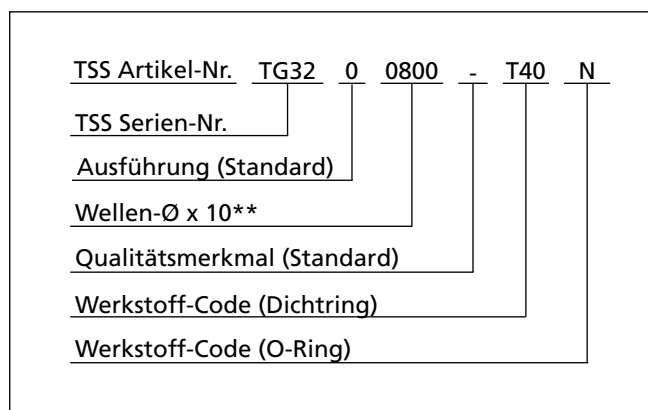 TSS Artikel-Nr. TG32 0 0800 - T40 N
TSS Serien-Nr.
Ausführung (Standard)
Wellen-Ø x 10**
Qualitätsmerkmal (Standard)
Werkstoff-Code (Dichtring)
Werkstoff-Code (O-Ring)